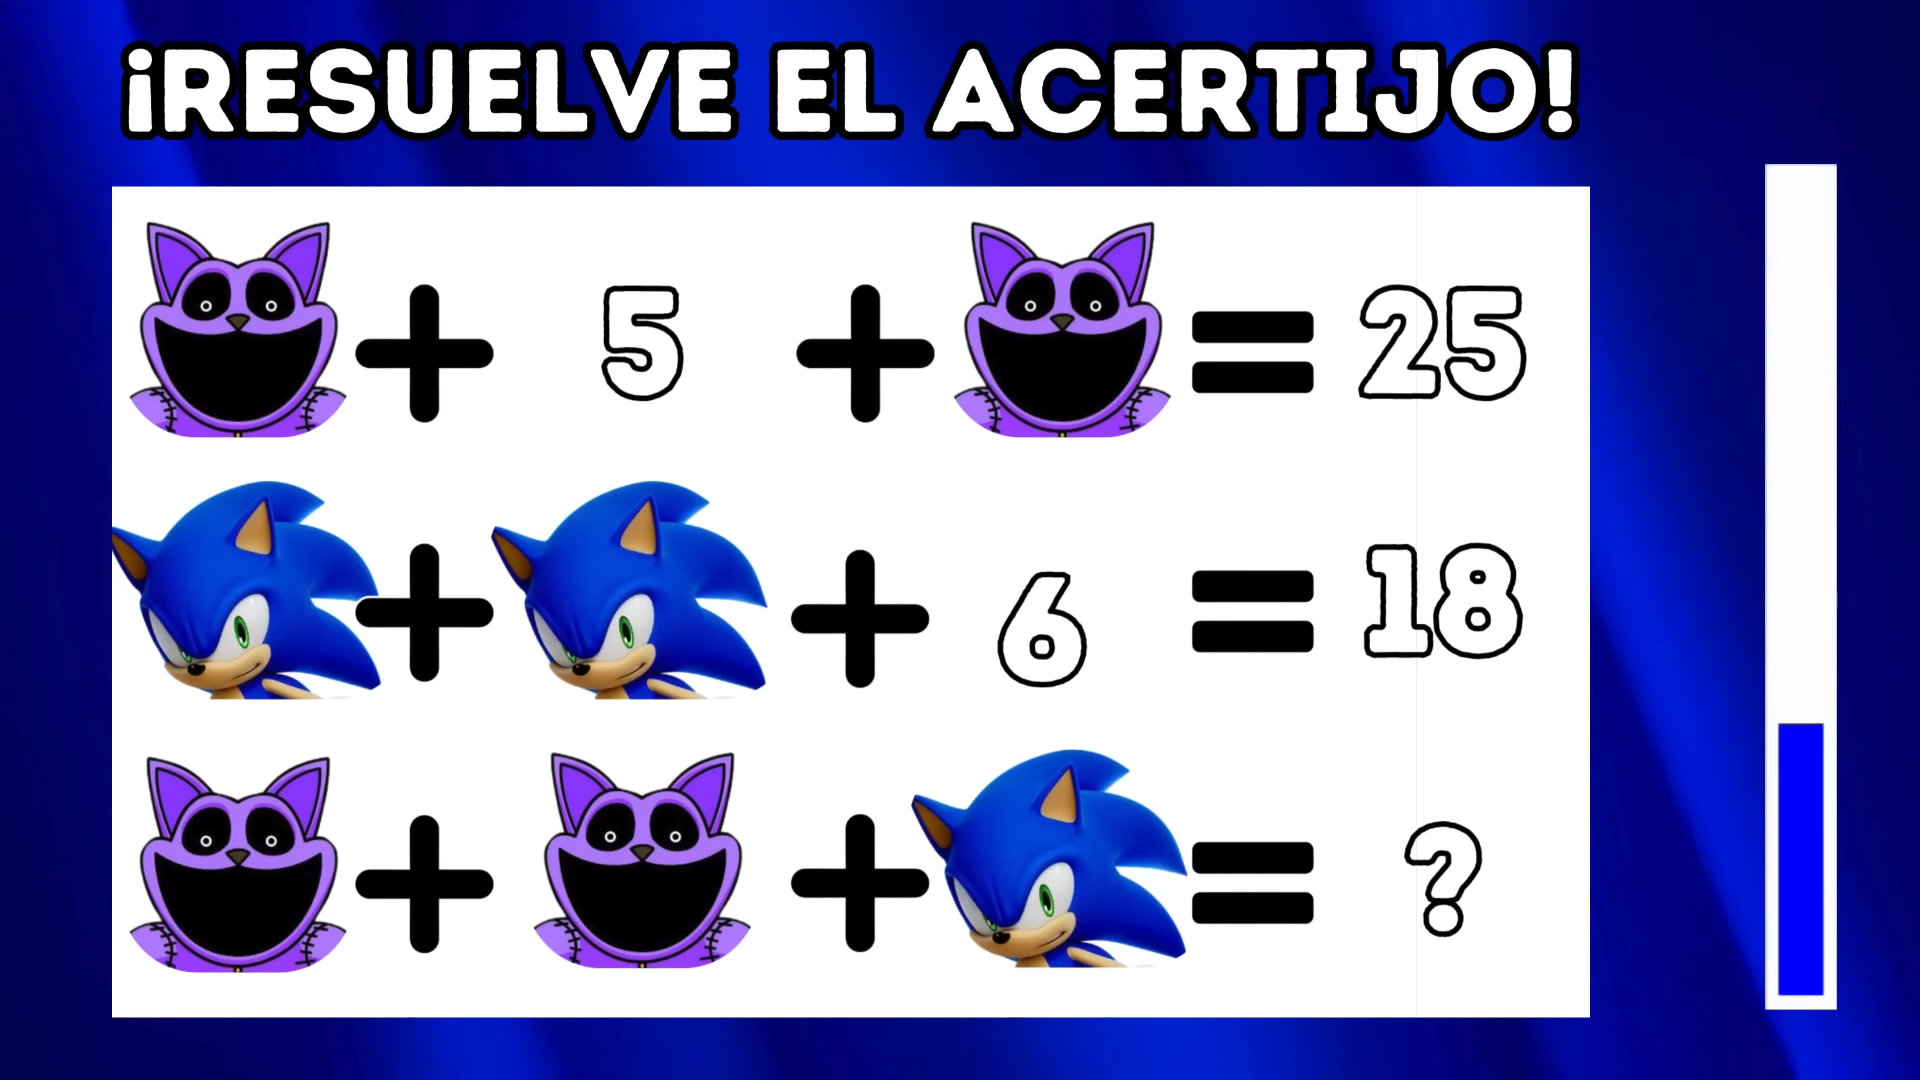 ¡RESUELVE EL ACERTIJO!
+ 5 + = 25
+ + 6 = 18
+ + = ?